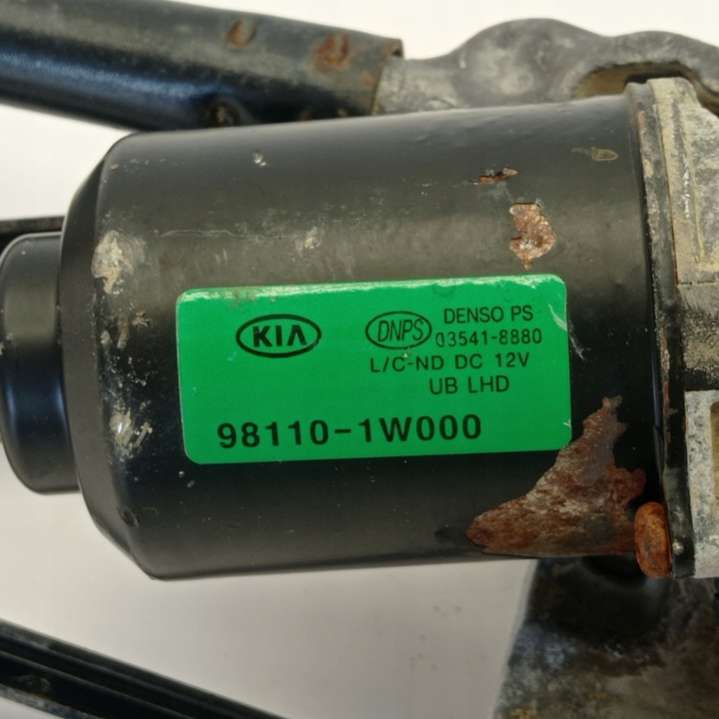 KIA
DNPS
DENSO PS
03541-8880
L/C-ND DC 12V
UB LHD
98110-1W000